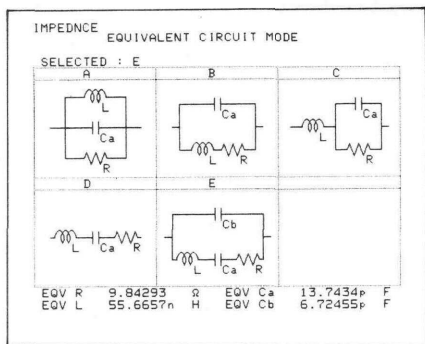 IMPEDNCE
EQUIVALENT CIRCUIT MODE
SELECTED : E
A B C
L
Ca
R
Ca
L R
Ca
L
R
D E
L Ca R
Cb
L Ca R
EQV R 9.84293 Ω EQV Ca 13.7434p F
EQV L 55.6657n H EQV Cb 6.72455p F